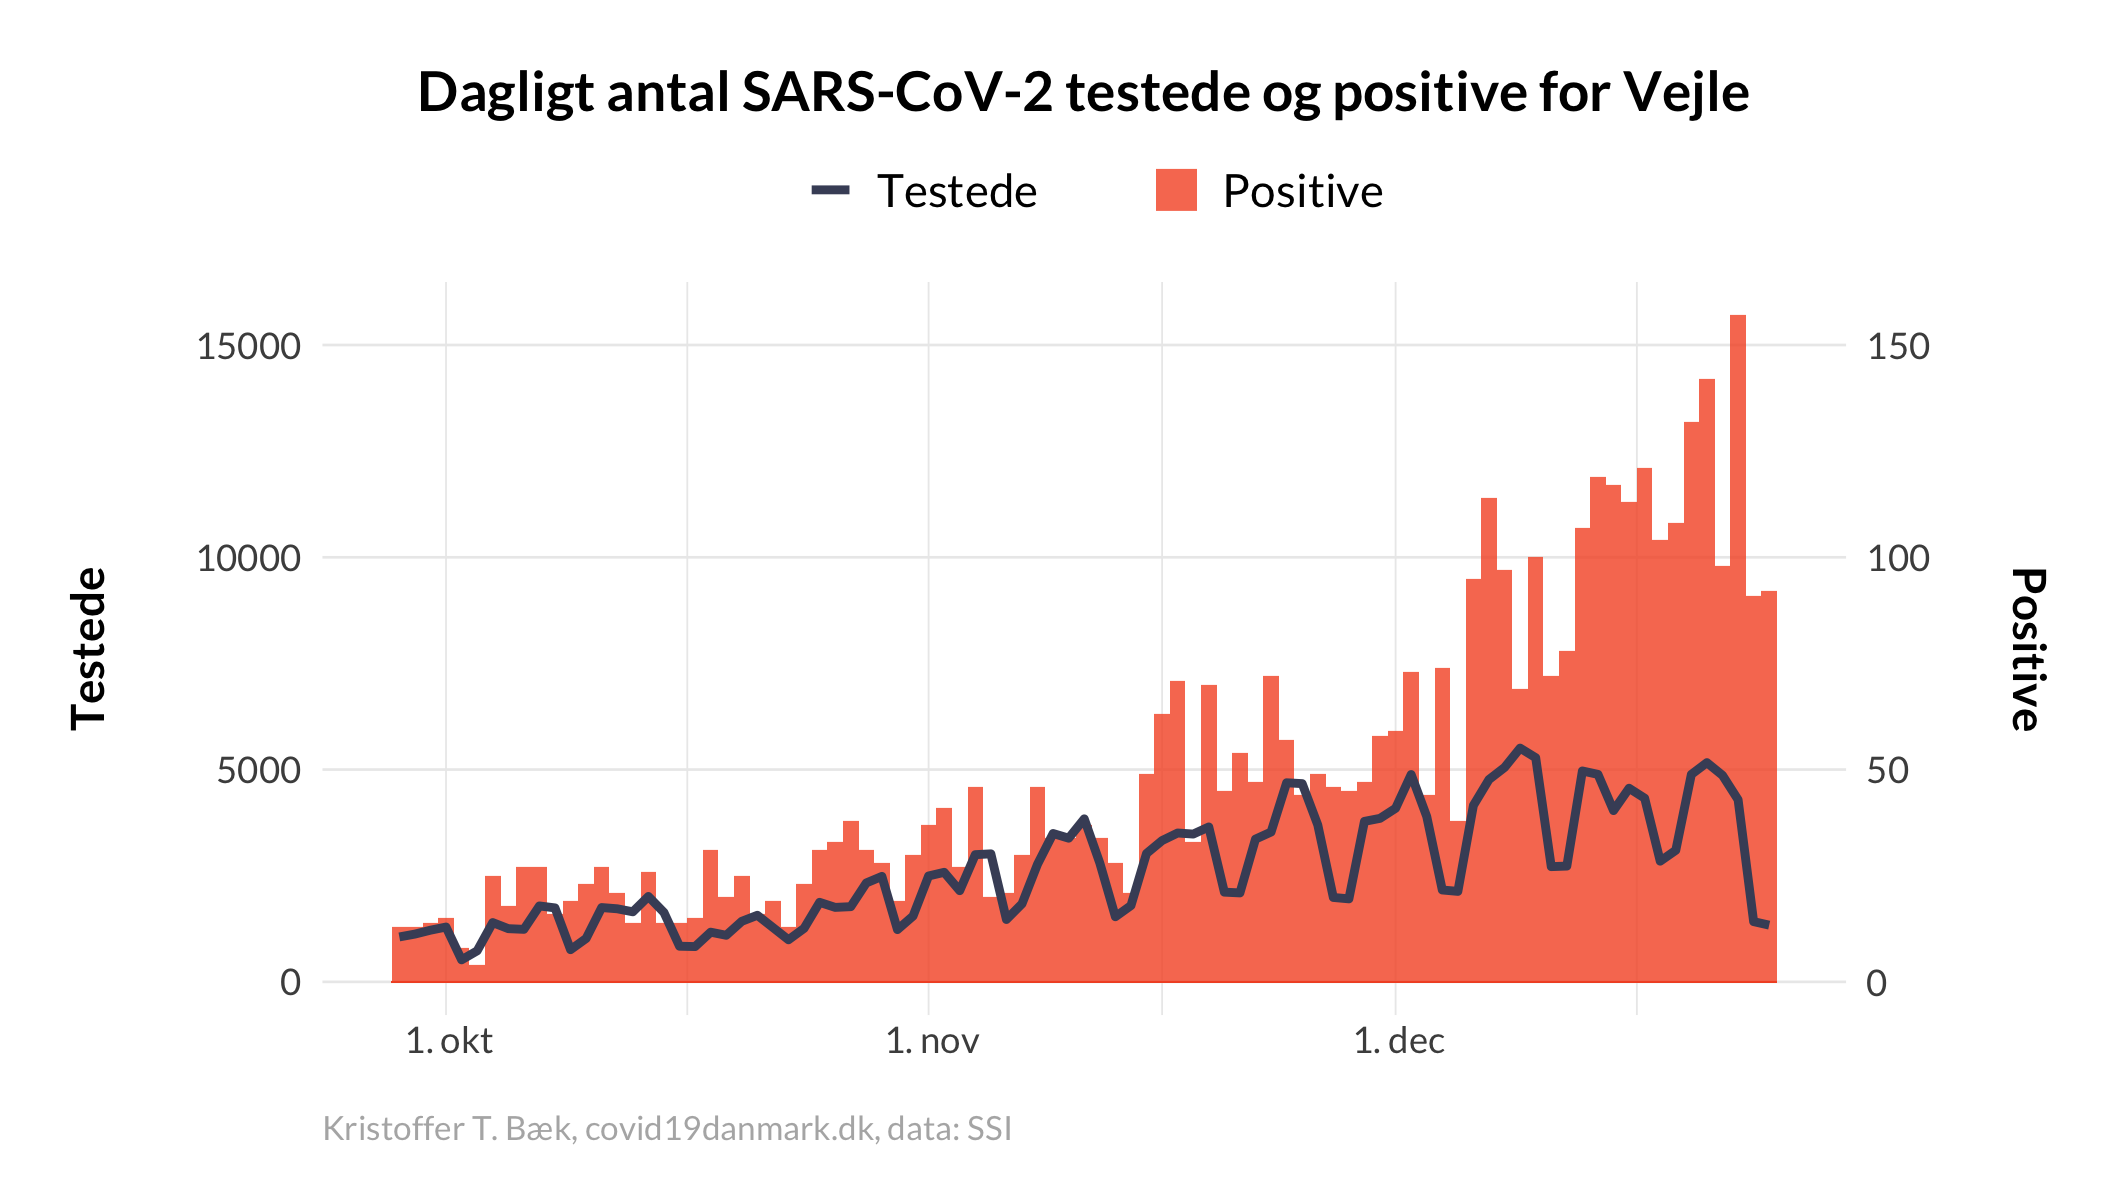 Dagligt antal SARS-CoV-2 testede og positive for Vejle
Testede
Positive
15000
10000
5000
0
Testede
150
100
50
0
Positive
1. okt
1. nov
1. dec
Kristoffer T. Bæk, covid19danmark.dk, data: SSI